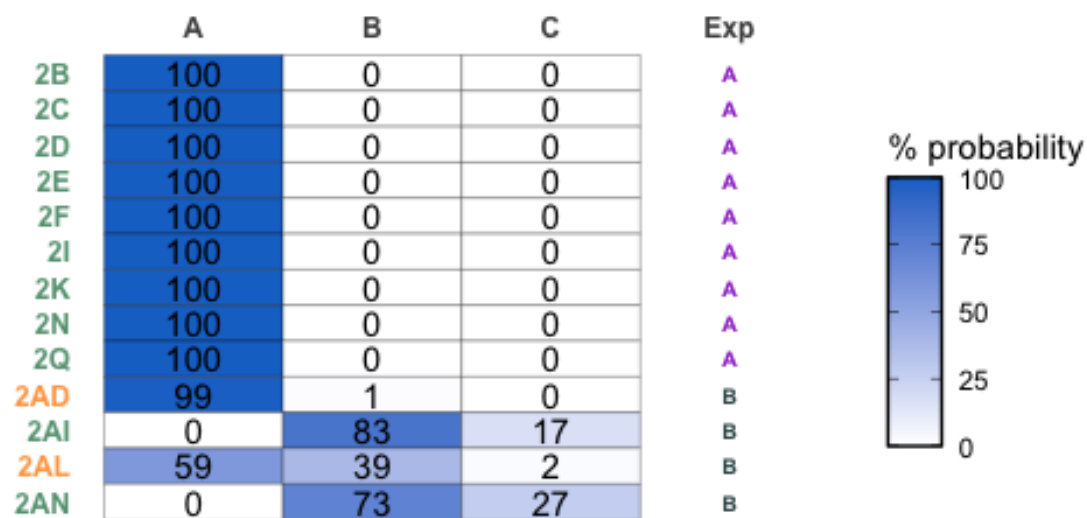 A B C Exp
2B 100 0 0 A
2C 100 0 0 A
2D 100 0 0 A
2E 100 0 0 A
2F 100 0 0 A
2I 100 0 0 A
2K 100 0 0 A
2N 100 0 0 A
2Q 100 0 0 A
2AD 99 1 0 B
2AI 0 83 17 B
2AL 59 39 2 B
2AN 0 73 27 B
% probability
100
75
50
25
0